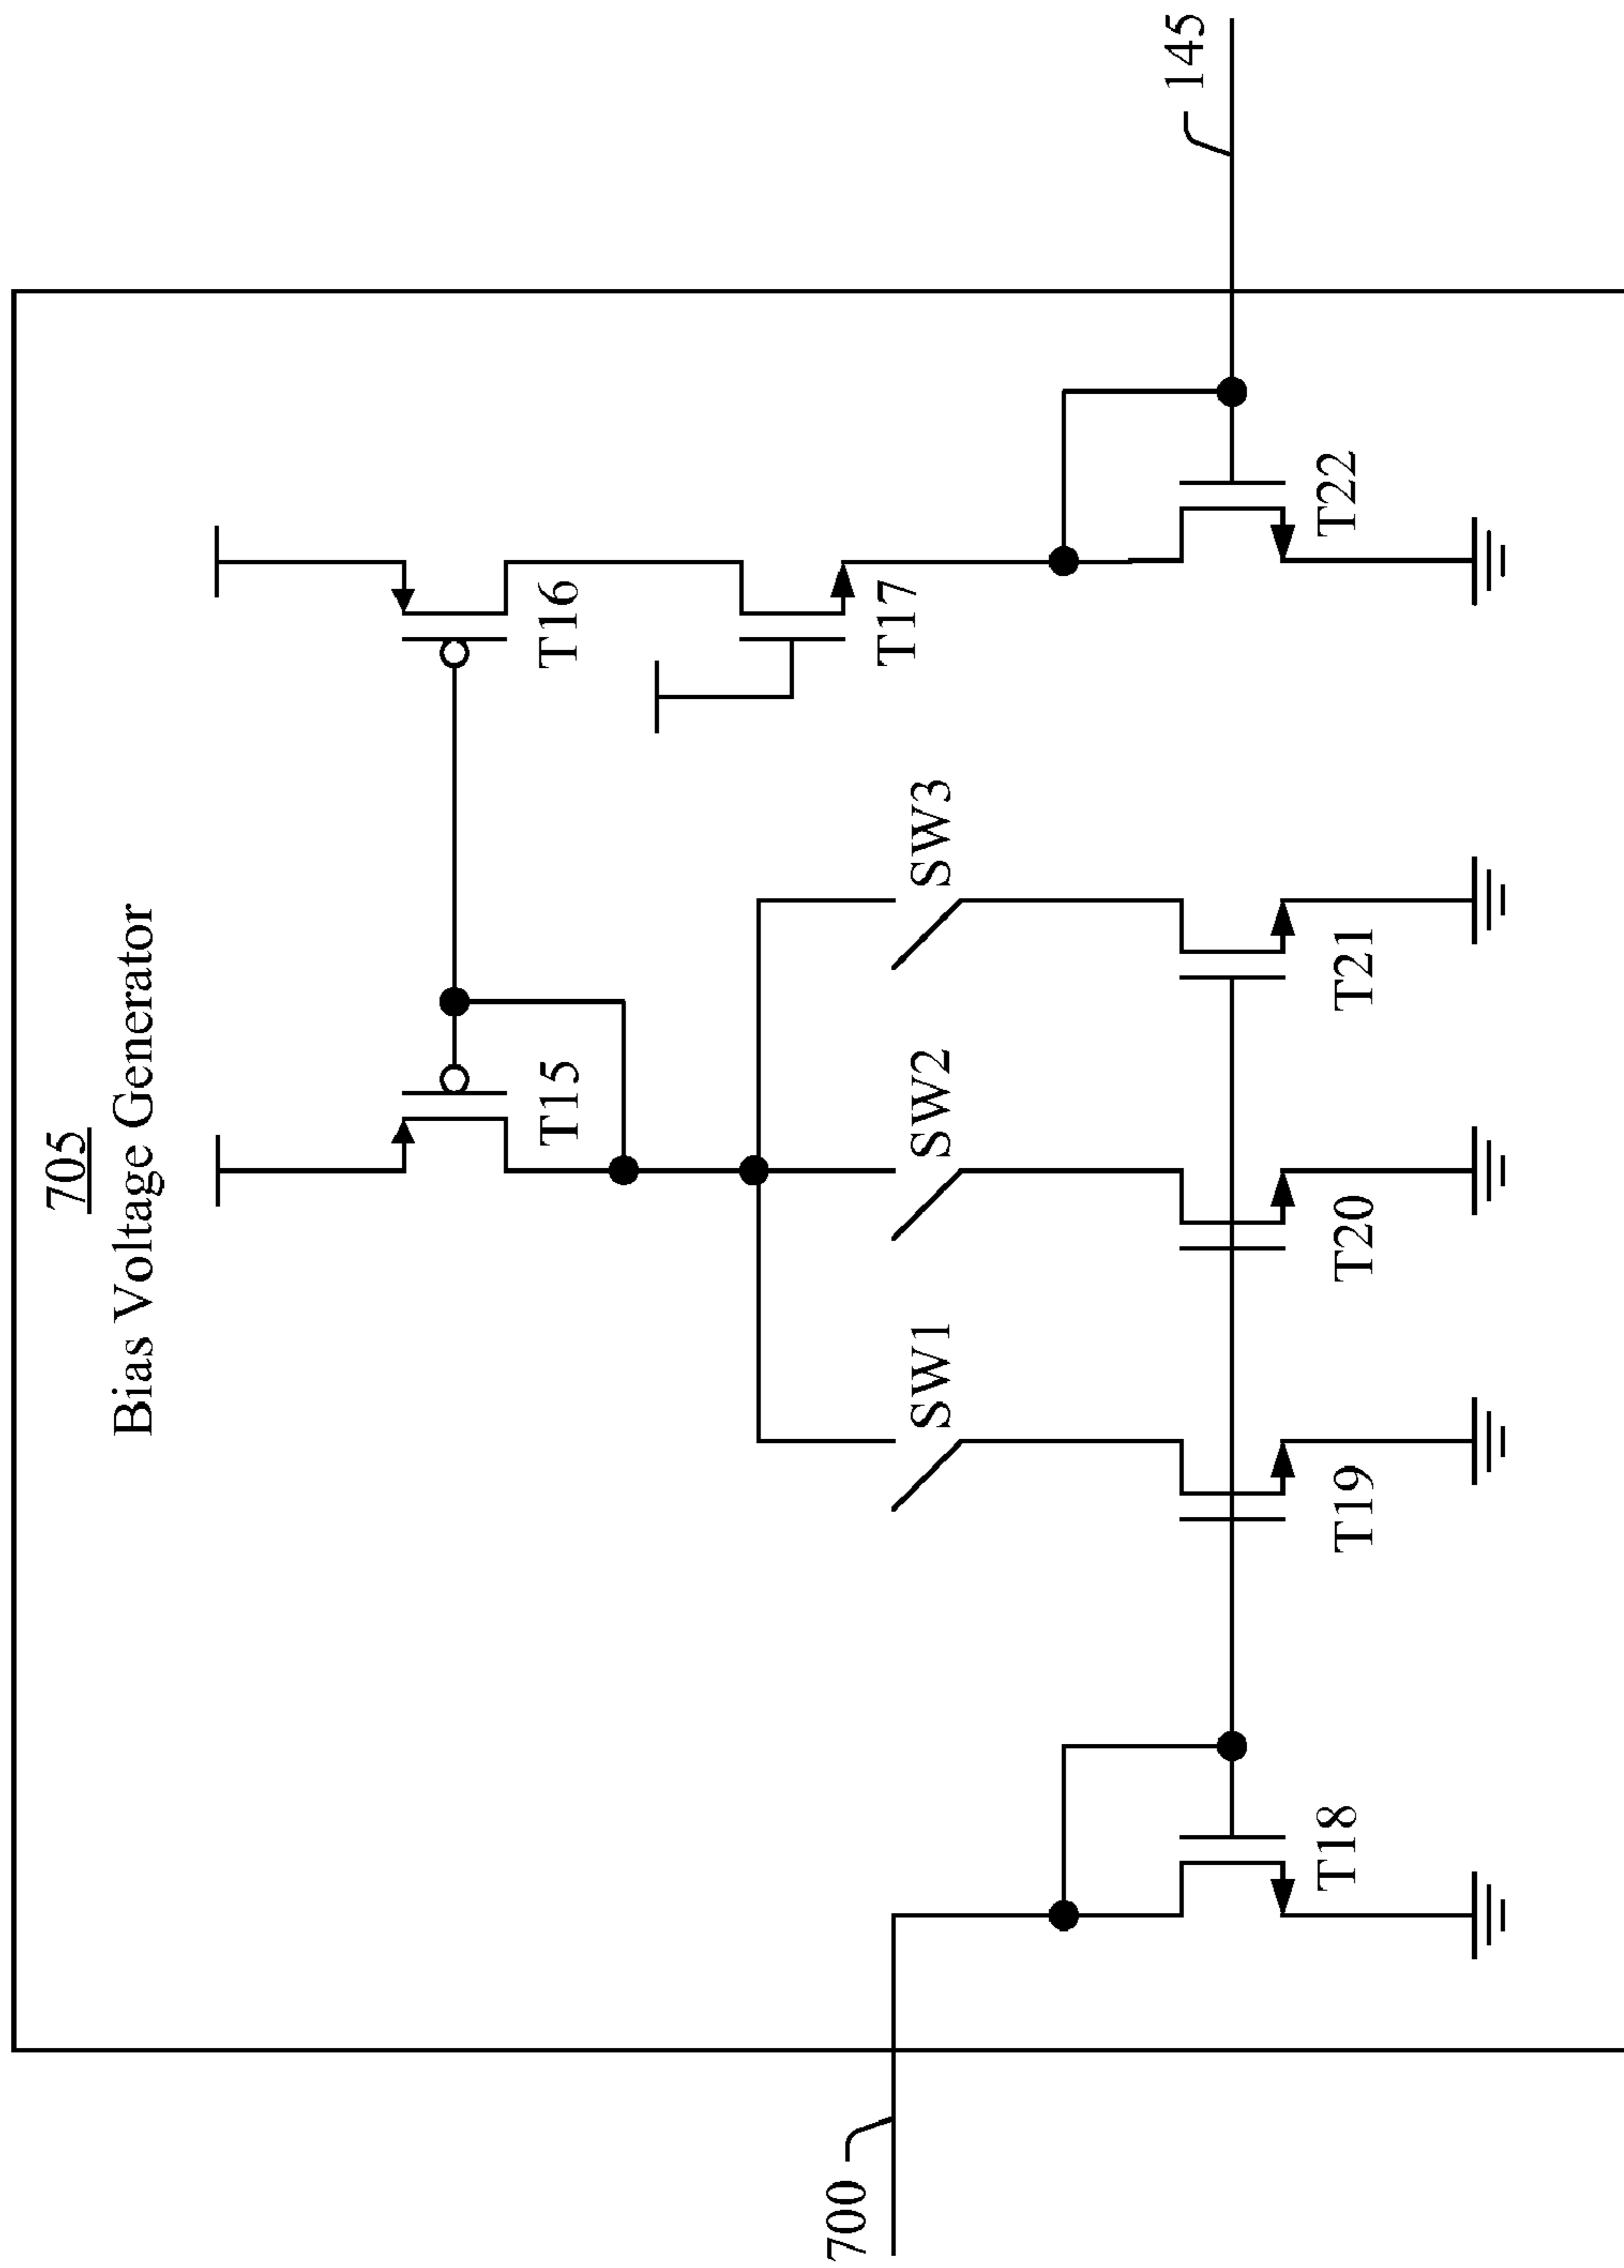 705
Bias Voltage Generator
T15
T16
T17
SW1
SW2
SW3
T18
T19
T20
T21
T22
700
145